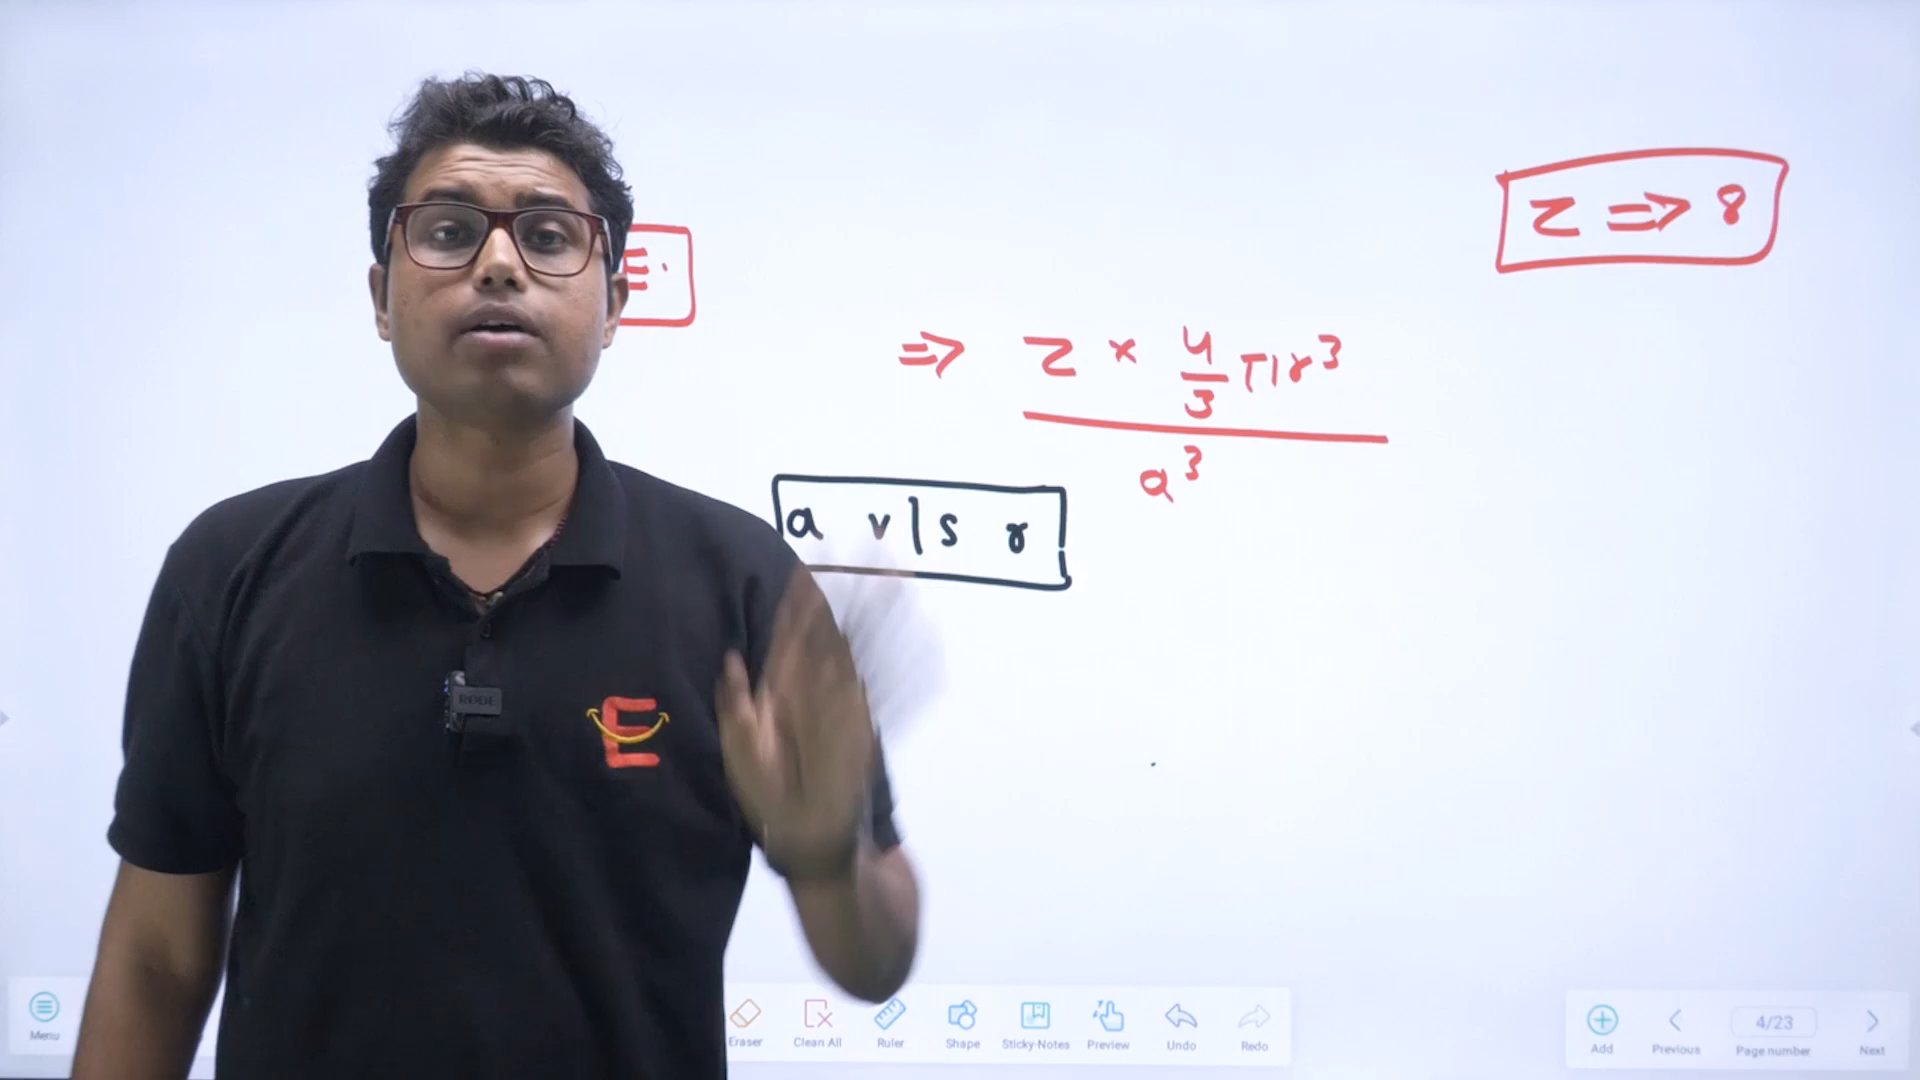 Z ⇒ 8
E.
⇒ Z × 4/3 πr³
a³
a v|s r
RODE
E
Menu
Eraser
Clean All
Ruler
Shape
Sticky Notes
Preview
Undo
Redo
Add
Previous
4/23
Page number
Next